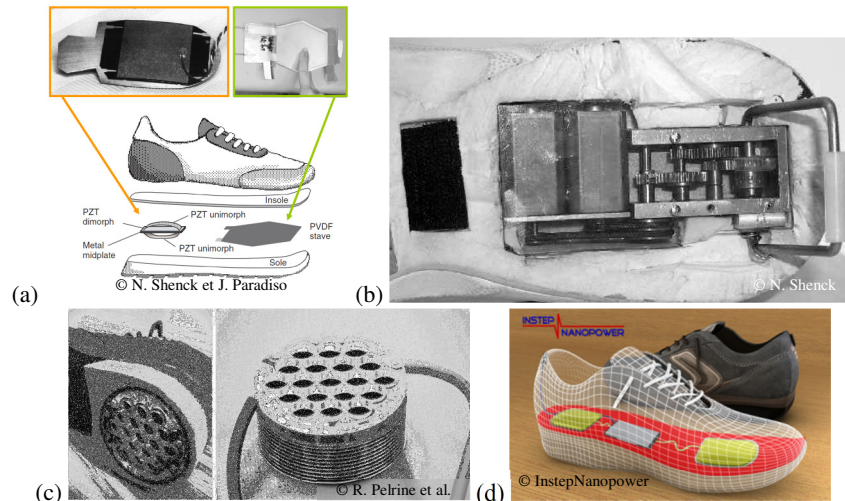 Insole
PZT
dimorph
PZT unimorph
PVDF
stave
Metal
midplate
PZT unimorph
Sole
(a)
© N. Shenck et J. Paradiso
(b)
© N. Shenck
(c)
© R. Pelrine et al.
INSTEP
NANOPOWER
(d)
© InstepNanopower